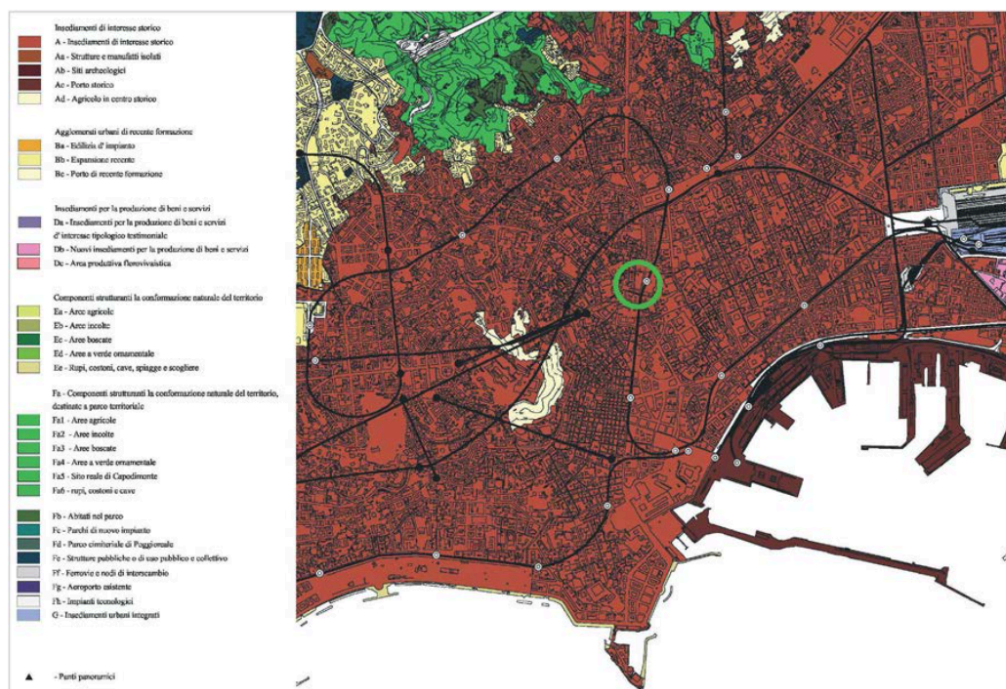 Insediamenti di interesse storico
A - Insediamenti di interesse storico
Aa - Strutture e manufatti isolati
Ab - Siti archeologici
Ac - Porto storico
Ad - Agricolo in centro storico
Agglomerati urbani di recente formazione
Ba - Edilizia d'impianto
Bb - Espansione recente
Bc - Porto di recente formazione
Insediamenti per la produzione di beni e servizi
Da - Insediamenti per la produzione di beni e servizi
d'interesse tipologico testimoniale
Db - Nuovi insediamenti per la produzione di beni e servizi
Dc - Area produttiva florovivaistica
Componenti strutturanti la conformazione naturale del territorio
Ea - Aree agricole
Eb - Aree incolte
Ec - Aree boscate
Ed - Aree a verde ornamentale
Ee - Rupi, costoni, cave, spiagge e scogliere
Fa - Componenti strutturanti la conformazione naturale del territorio,
destinate a parco territoriale
Fa1 - Aree agricole
Fa2 - Aree incolte
Fa3 - Aree boscate
Fa4 - Aree a verde ornamentale
Fa5 - Sito reale di Capodimonte
Fa6 - rupi, costoni e cave
Fb - Abitati nel parco
Fc - Parchi di nuovo impianto
Fd - Parco cimiteriale di Poggioreale
Fe - Strutture pubbliche o di uso pubblico e collettivo
Ff - Ferrovie e nodi di interscambio
Fg - Aeroporto esistente
Fh - Impianti tecnologici
G - Insediamenti urbani integrati
- Punti panoramici